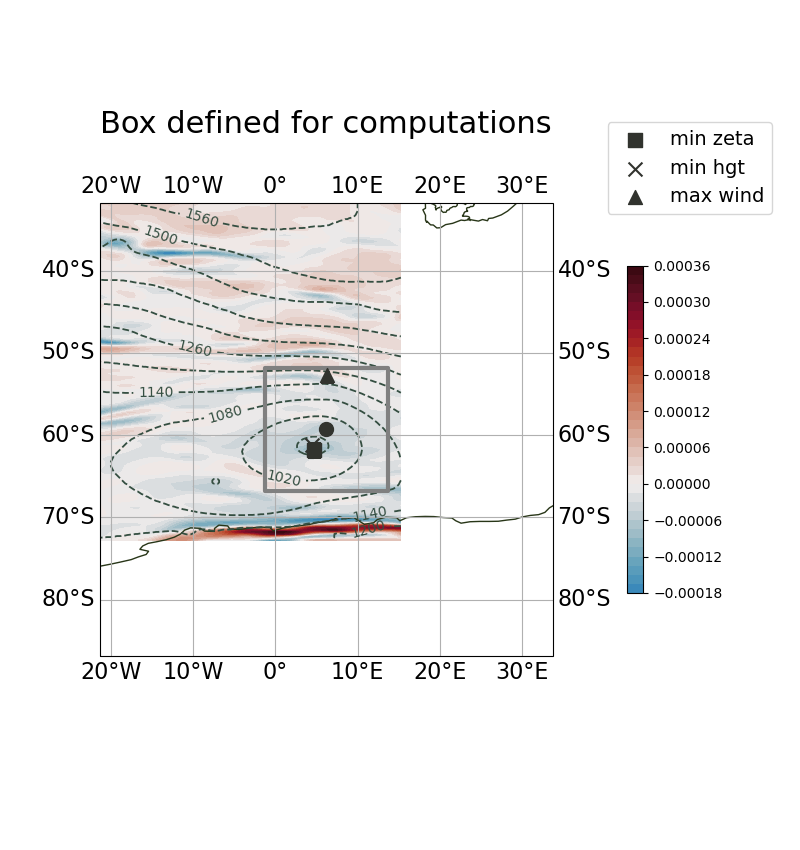 Box defined for computations
min zeta
min hgt
max wind
20°W 10°W 0° 10°E 20°E 30°E
1560
1500
40°S 40°S
0.00036
0.00030
50°S 50°S
1260
0.00024
0.00018
1140
1080
0.00012
60°S 60°S
0.00006
1020
0.00000
70°S 70°S
1140
1200
−0.00006
−0.00012
80°S 80°S
−0.00018
20°W 10°W 0° 10°E 20°E 30°E